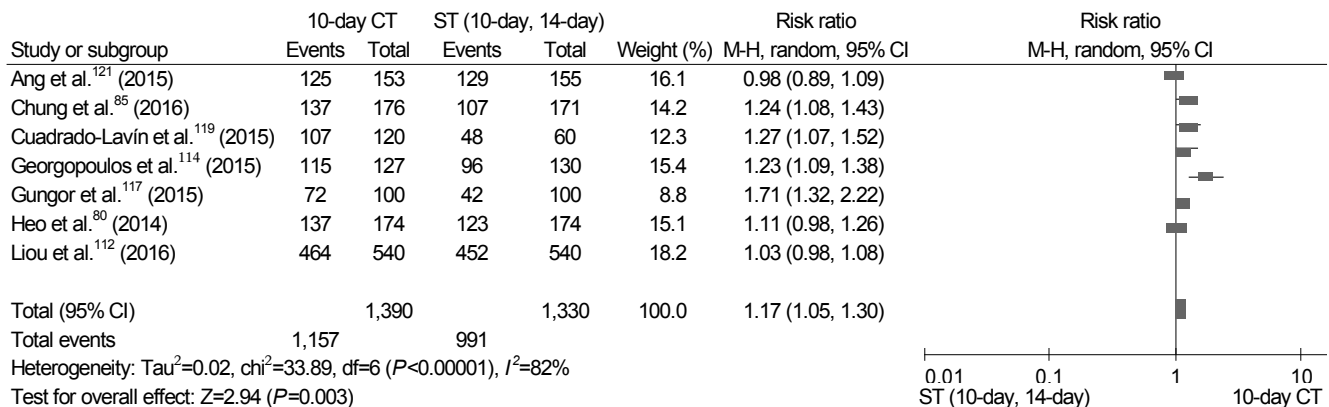 10-day CT ST (10-day, 14-day) Risk ratio Risk ratio
Study or subgroup Events Total Events Total Weight (%) M-H, random, 95% CI M-H, random, 95% CI
Ang et al.121 (2015) 125 153 129 155 16.1 0.98 (0.89, 1.09)
Chung et al.85 (2016) 137 176 107 171 14.2 1.24 (1.08, 1.43)
Cuadrado-Lavín et al.119 (2015) 107 120 48 60 12.3 1.27 (1.07, 1.52)
Georgopoulos et al.114 (2015) 115 127 96 130 15.4 1.23 (1.09, 1.38)
Gungor et al.117 (2015) 72 100 42 100 8.8 1.71 (1.32, 2.22)
Heo et al.80 (2014) 137 174 123 174 15.1 1.11 (0.98, 1.26)
Liou et al.112 (2016) 464 540 452 540 18.2 1.03 (0.98, 1.08)
Total (95% CI) 1,390 1,330 100.0 1.17 (1.05, 1.30)
Total events 1,157 991
Heterogeneity: Tau2=0.02, chi2=33.89, df=6 (P<0.00001), I2=82%
Test for overall effect: Z=2.94 (P=0.003)
0.01 0.1 1 10
ST (10-day, 14-day) 10-day CT